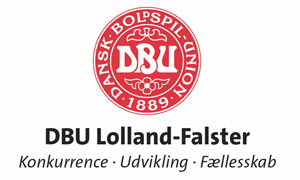 DANSK · BOLDSPIL-UNION
DBU
· 1889 ·
DBU Lolland-Falster
Konkurrence · Udvikling · Fællesskab